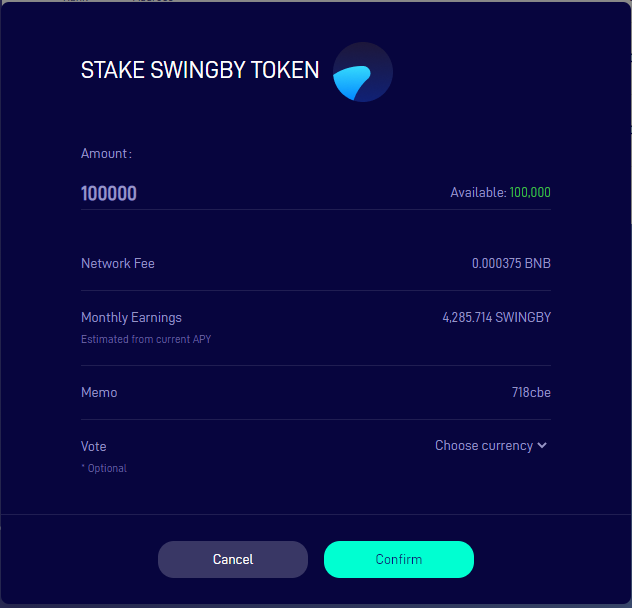 STAKE SWINGBY TOKEN
Amount:
100000
Available: 100,000
Network Fee
0.000375 BNB
Monthly Earnings
4,285.714 SWINGBY
Estimated from current APY
Memo
718cbe
Vote
Choose currency
* Optional
Cancel
Confirm